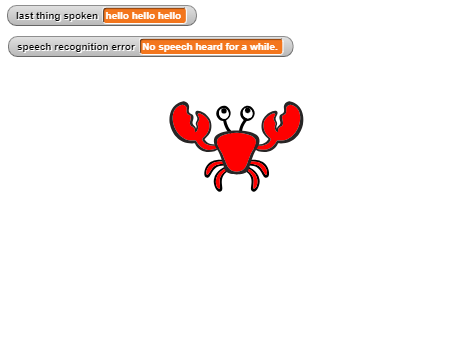 last thing spoken hello hello hello
speech recognition error No speech heard for a while.